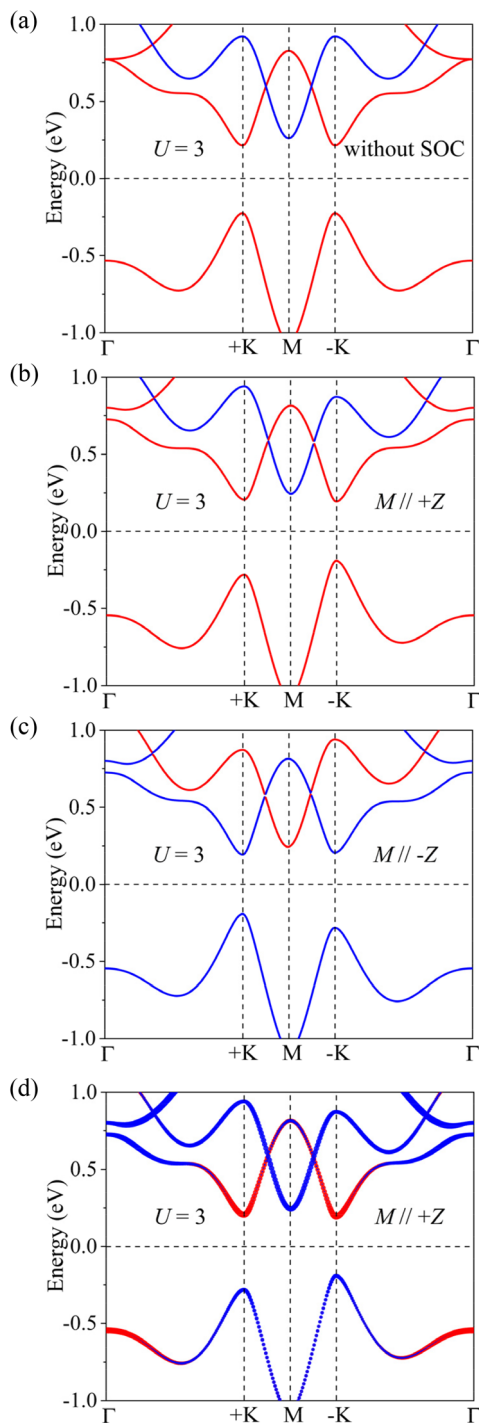 (a)
1.0
0.5
0.0
-0.5
-1.0
Energy (eV)
U = 3
without SOC
Γ +K M -K Γ
(b)
1.0
0.5
0.0
-0.5
-1.0
Energy (eV)
U = 3
M // +Z
Γ +K M -K Γ
(c)
1.0
0.5
0.0
-0.5
-1.0
Energy (eV)
U = 3
M // -Z
Γ +K M -K Γ
(d)
1.0
0.5
0.0
-0.5
-1.0
Energy (eV)
U = 3
M // +Z
Γ +K M -K Γ